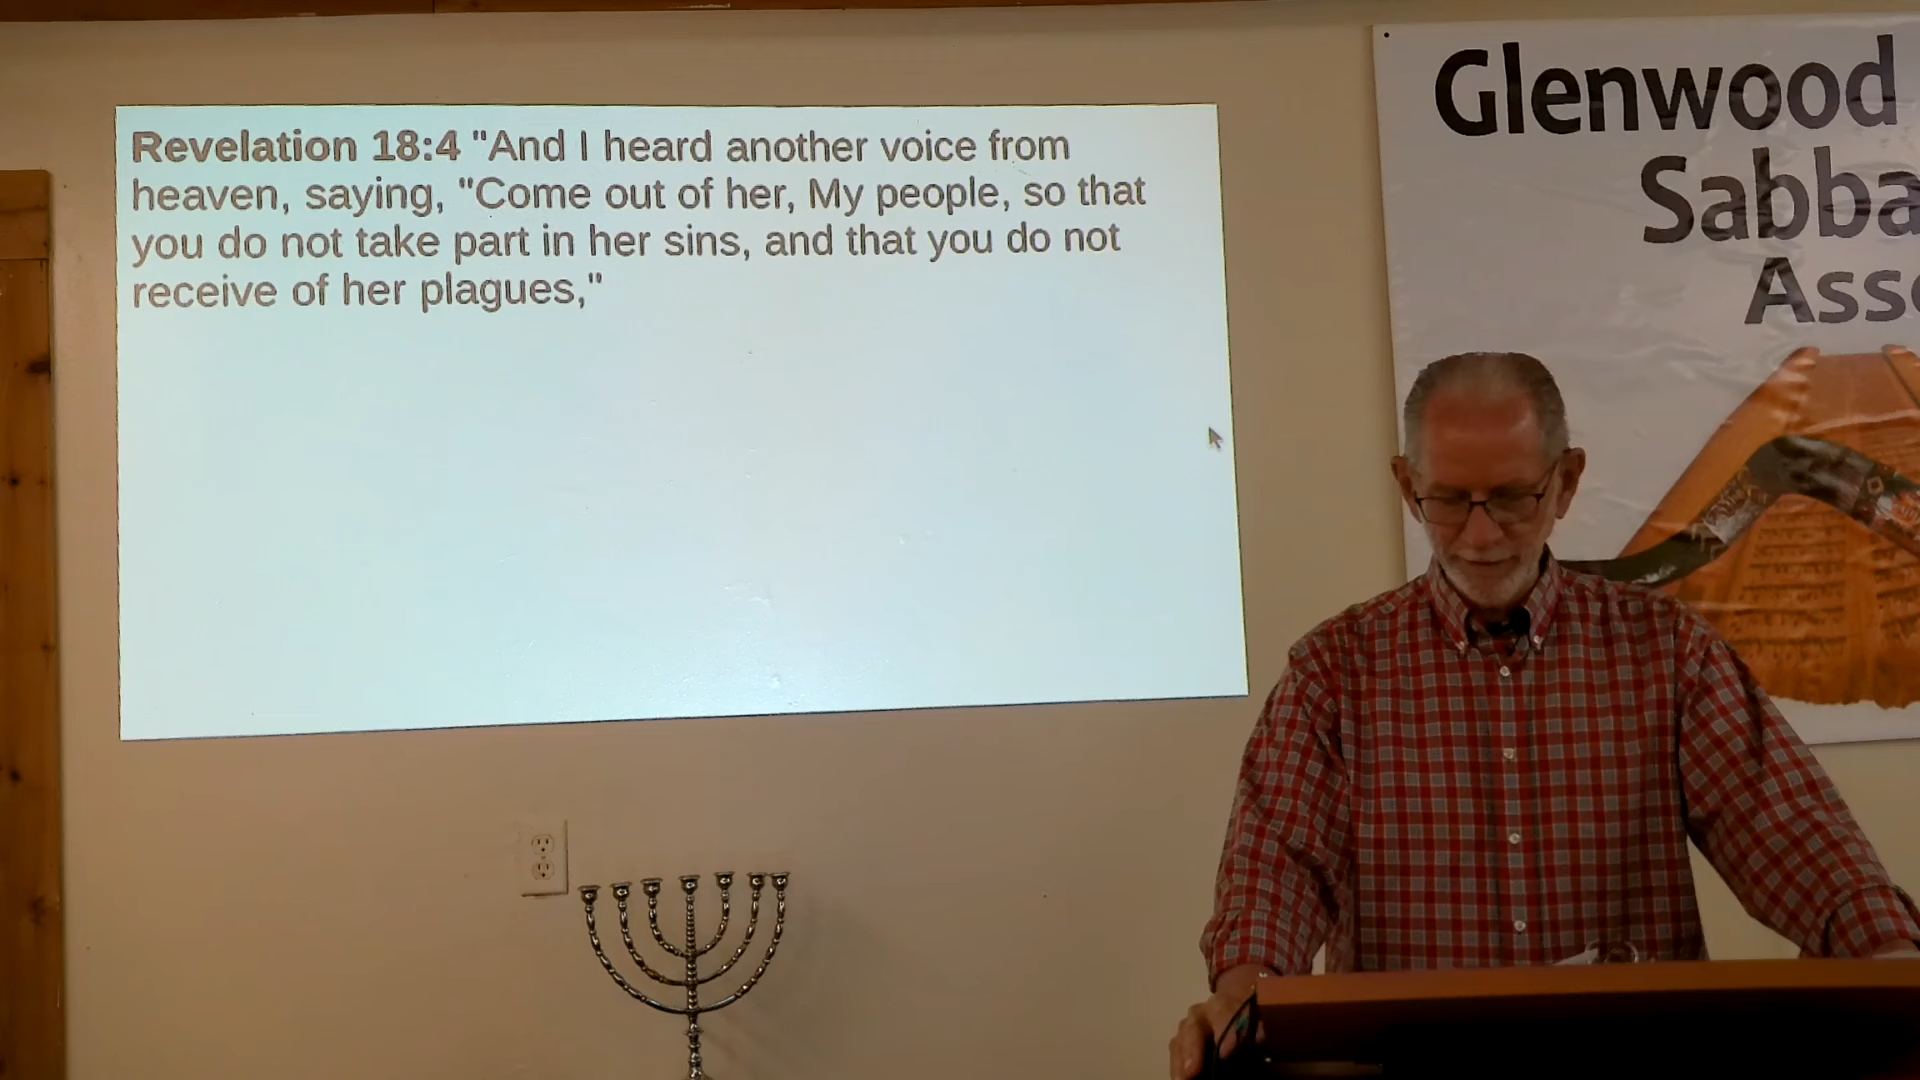 Revelation 18:4 "And I heard another voice from
heaven, saying, "Come out of her, My people, so that
you do not take part in her sins, and that you do not
receive of her plagues,"
Glenwood
Sabba
Asse